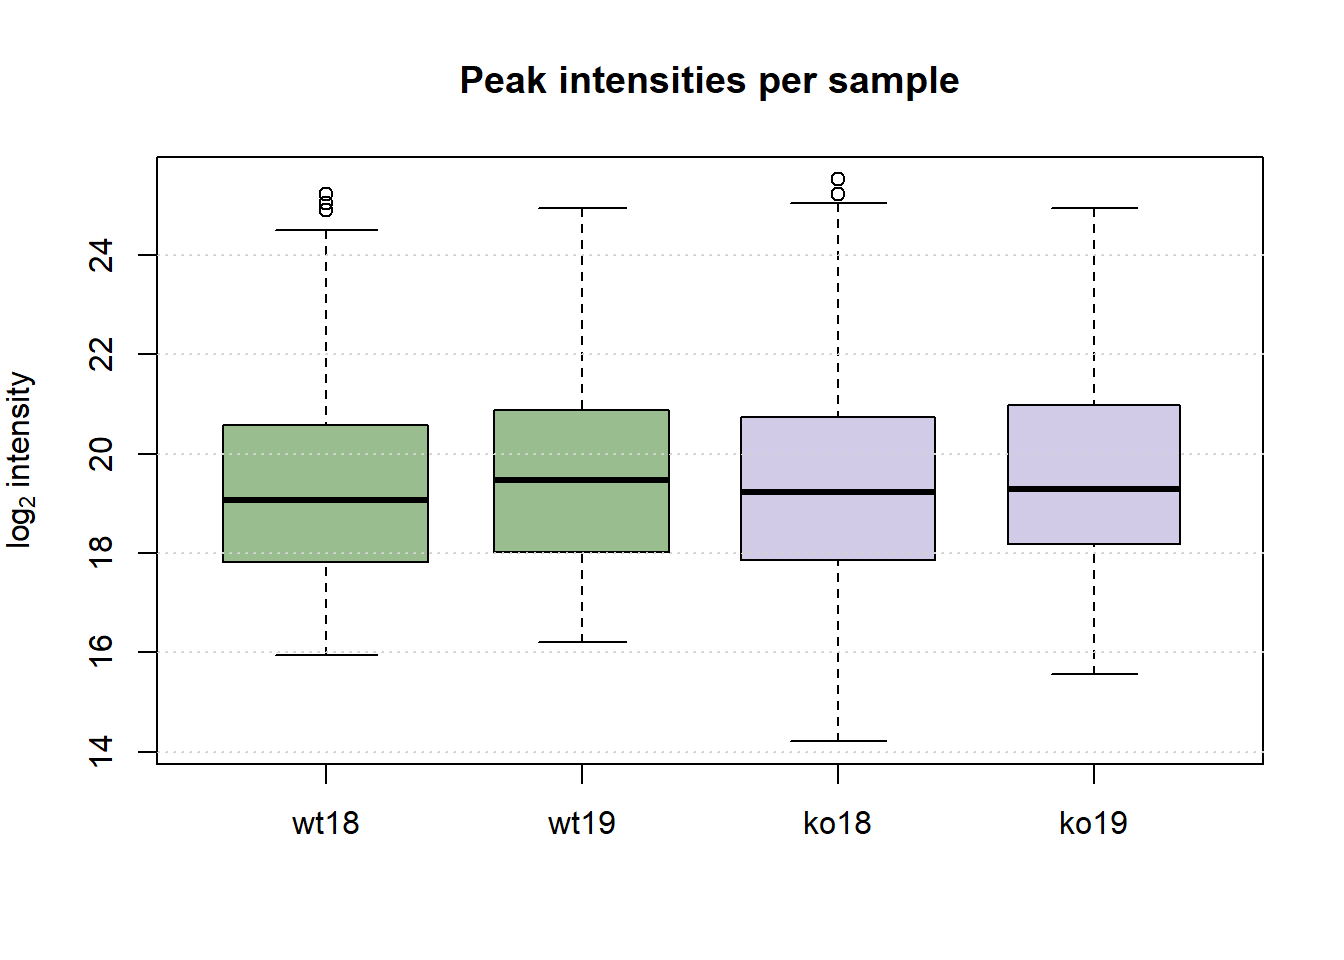 Peak intensities per sample
log₂ intensity
24
22
20
18
16
14
wt18 wt19 ko18 ko19